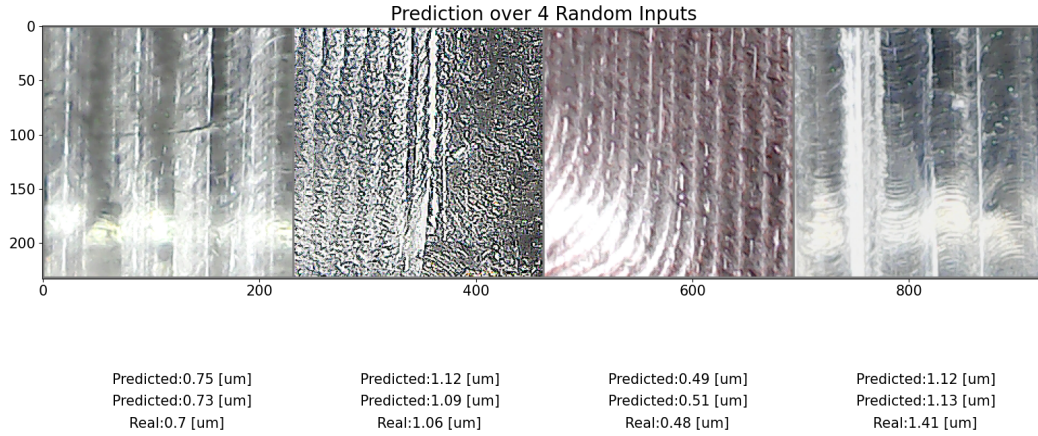 Prediction over 4 Random Inputs
0
50
100
150
200
0 200 400 600 800
Predicted:0.75 [um] Predicted:1.12 [um] Predicted:0.49 [um] Predicted:1.12 [um]
Predicted:0.73 [um] Predicted:1.09 [um] Predicted:0.51 [um] Predicted:1.13 [um]
Real:0.7 [um] Real:1.06 [um] Real:0.48 [um] Real:1.41 [um]